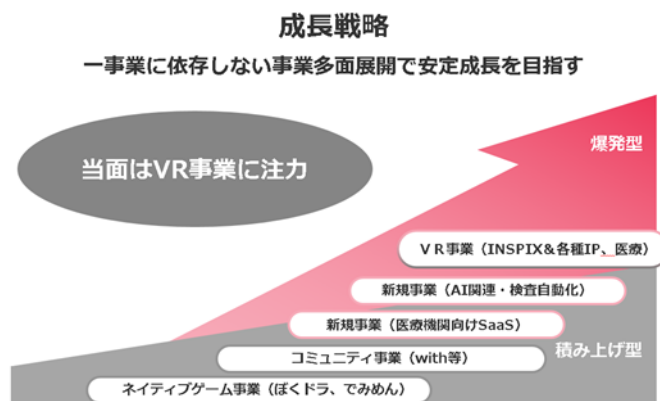 成長戦略
一事業に依存しない事業多面展開で安定成長を目指す
当面はVR事業に注力
爆発型
ＶＲ事業（INSPIX&各種IP、医療）
新規事業（AI関連・検査自動化）
新規事業（医療機関向けSaaS）
積み上げ型
コミュニティ事業（with等）
ネイティブゲーム事業（ぼくドラ、でみめん）